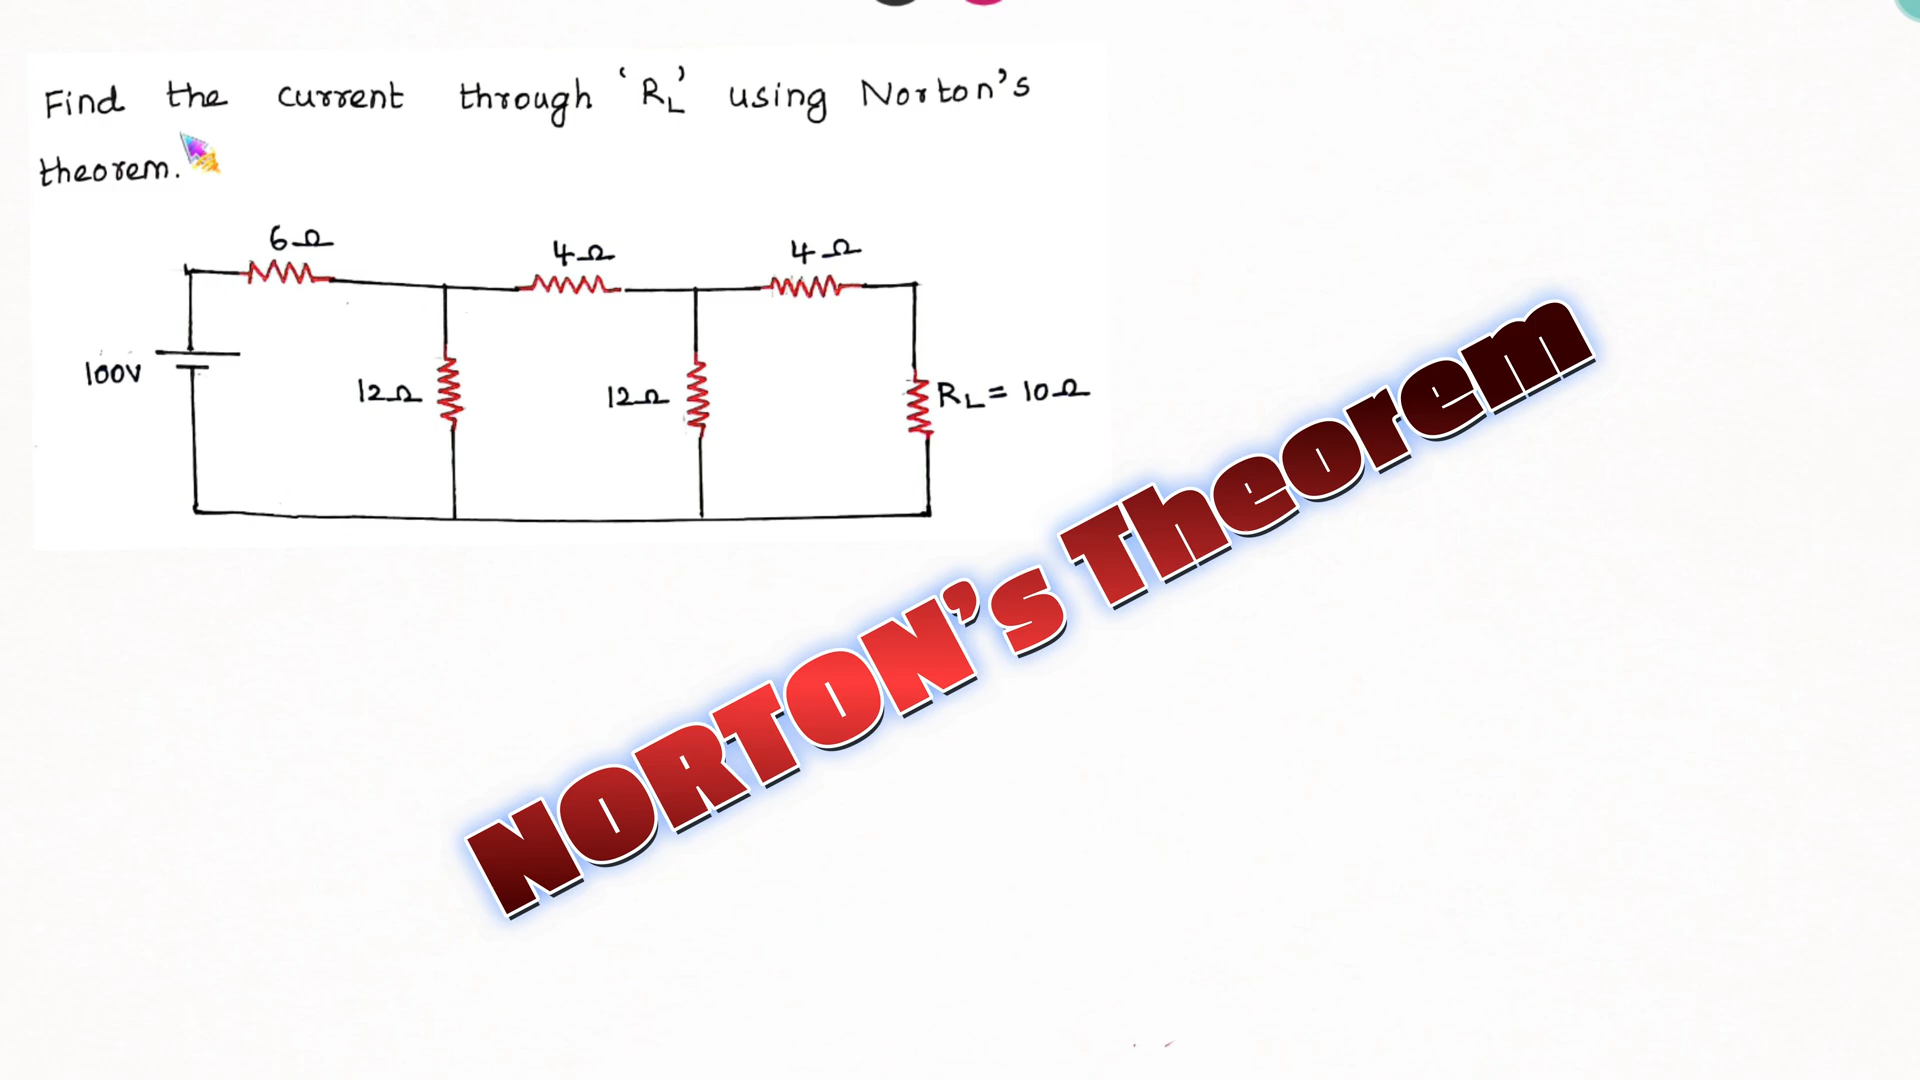 Find the current through 'RL' using Norton's
theorem.
6Ω
4Ω
4Ω
100V
12Ω
12Ω
RL = 10Ω
NORTON's Theorem